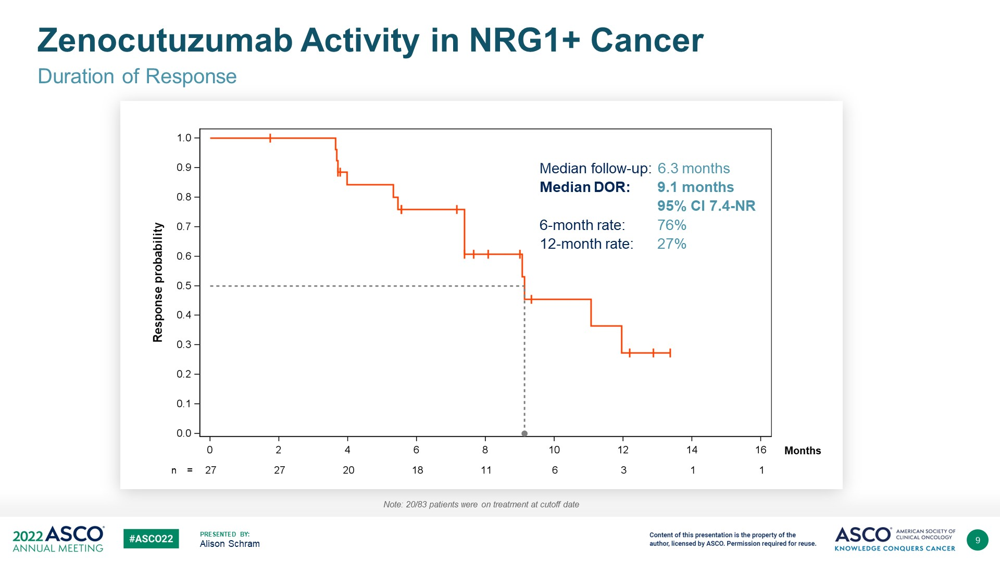 Zenocutuzumab Activity in NRG1+ Cancer
Duration of Response
Response probability
1.0
0.9
0.8
0.7
0.6
0.5
0.4
0.3
0.2
0.1
0.0
Median follow-up: 6.3 months
Median DOR: 9.1 months
95% CI 7.4-NR
6-month rate: 76%
12-month rate: 27%
0 2 4 6 8 10 12 14 16 Months
n = 27 27 20 18 11 6 3 1 1
Note: 20/83 patients were on treatment at cutoff date
2022 ASCO®
ANNUAL MEETING
#ASCO22
PRESENTED BY:
Alison Schram
Content of this presentation is the property of the
author, licensed by ASCO. Permission required for reuse.
ASCO® AMERICAN SOCIETY OF
CLINICAL ONCOLOGY
KNOWLEDGE CONQUERS CANCER
9